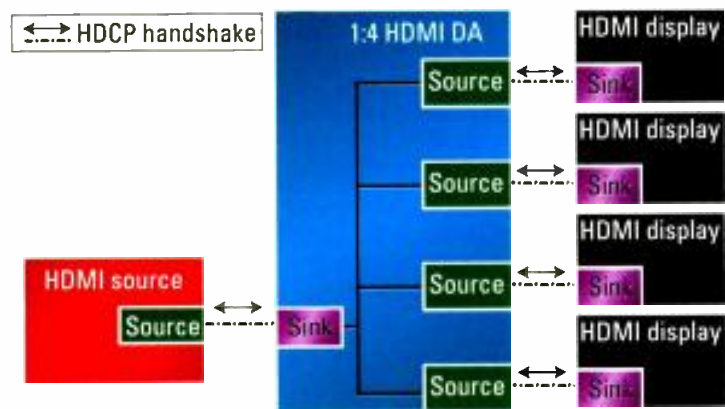 HDCP handshake
1:4 HDMI DA
HDMI display
Source
Sink
HDMI display
Source
Sink
HDMI display
Source
Sink
HDMI source
Source
Sink
HDMI display
Source
Sink